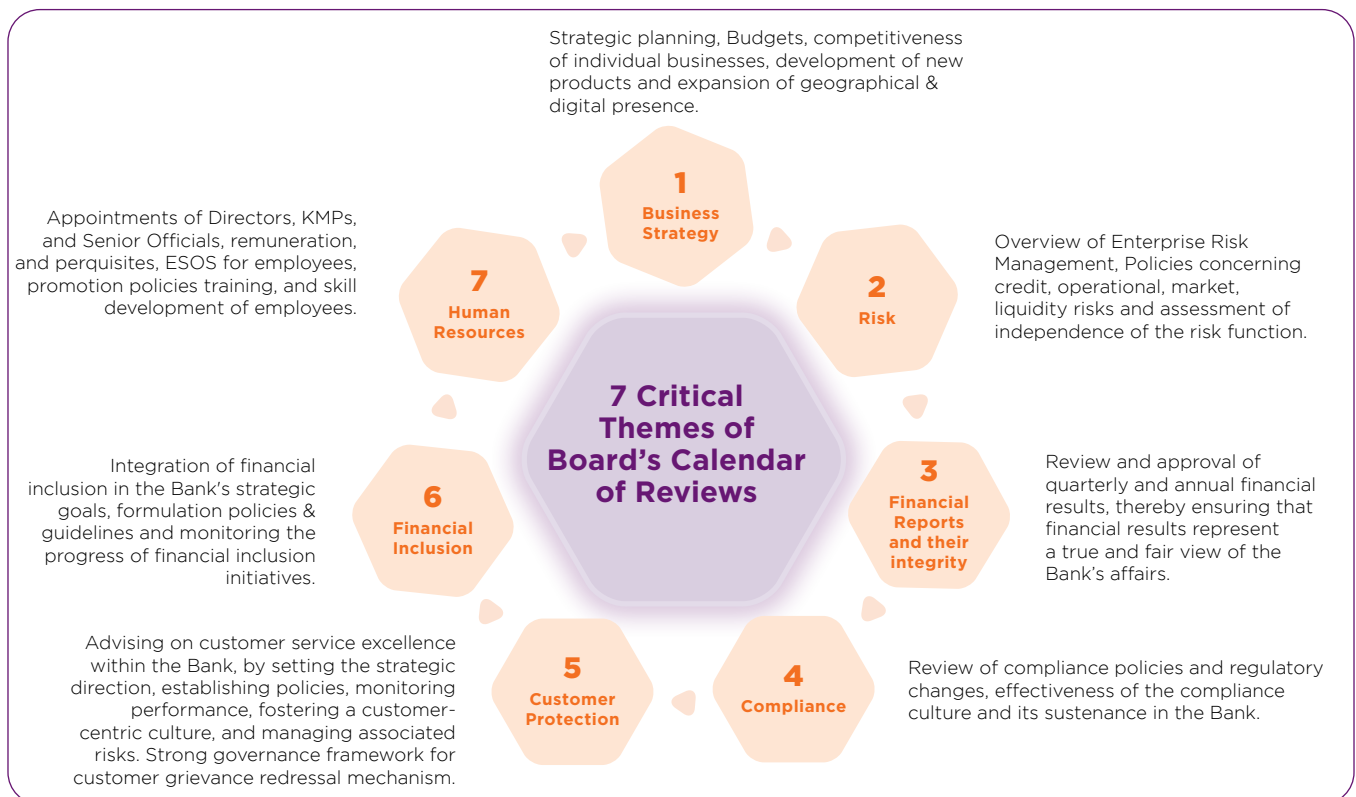 7 Critical
Themes of
Board’s Calendar
of Reviews
1
Business
Strategy
Strategic planning, Budgets, competitiveness
of individual businesses, development of new
products and expansion of geographical &
digital presence.
2
Risk
Overview of Enterprise Risk
Management, Policies concerning
credit, operational, market,
liquidity risks and assessment of
independence of the risk function.
3
Financial
Reports
and their
integrity
Review and approval of
quarterly and annual financial
results, thereby ensuring that
financial results represent
a true and fair view of the
Bank’s affairs.
4
Compliance
Review of compliance policies and regulatory
changes, effectiveness of the compliance
culture and its sustenance in the Bank.
5
Customer
Protection
Advising on customer service excellence
within the Bank, by setting the strategic
direction, establishing policies, monitoring
performance, fostering a customer-
centric culture, and managing associated
risks. Strong governance framework for
customer grievance redressal mechanism.
6
Financial
Inclusion
Integration of financial
inclusion in the Bank's strategic
goals, formulation policies &
guidelines and monitoring the
progress of financial inclusion
initiatives.
7
Human
Resources
Appointments of Directors, KMPs,
and Senior Officials, remuneration,
and perquisites, ESOS for employees,
promotion policies training, and skill
development of employees.